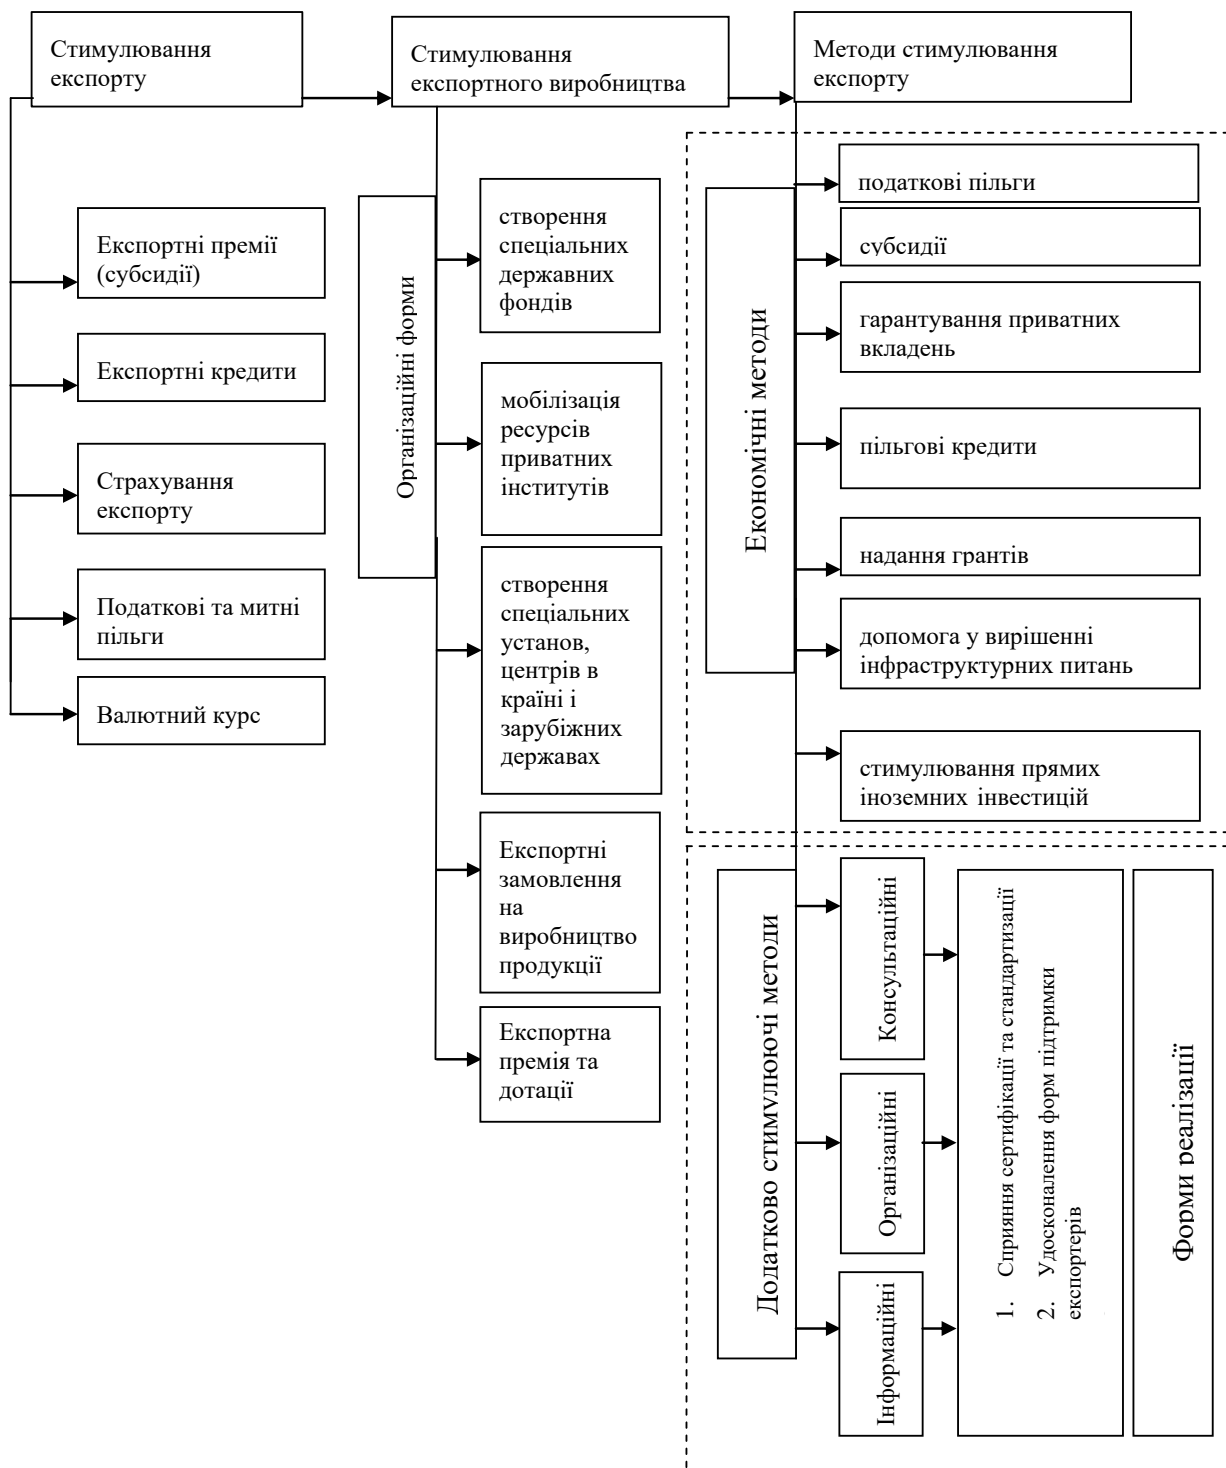 Стимулювання
експорту
Стимулювання
експортного виробництва
Методи стимулювання
експорту
Експортні премії
(субсидії)
Експортні кредити
Страхування
експорту
Податкові та митні
пільги
Валютний курс
Організаційні форми
створення
спеціальних
державних
фондів
мобілізація
ресурсів
приватних
інститутів
створення
спеціальних
установ,
центрів в
країні і
зарубіжних
державах
Експортні
замовлення
на
виробництво
продукції
Експортна
премія та
дотації
Економічні методи
податкові пільги
субсидії
гарантування приватних
вкладень
пільгові кредити
надання грантів
допомога у вирішенні
інфраструктурних питань
стимулювання прямих
іноземних інвестицій
Додатково стимулюючі методи
Консультаційні
Організаційні
Інформаційні
1. Сприяння сертифікації та стандартизації
2. Удосконалення форм підтримки
експортерів
Форми реалізації